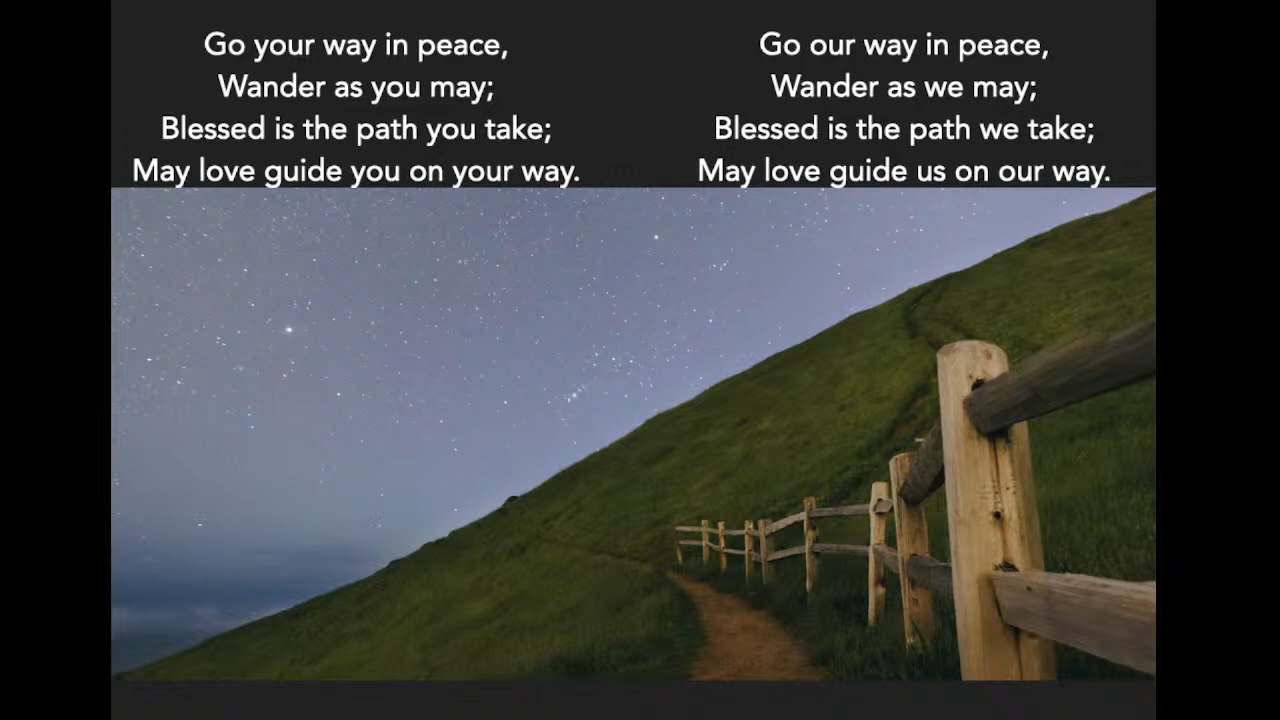 Go your way in peace,
Wander as you may;
Blessed is the path you take;
May love guide you on your way.
Go our way in peace,
Wander as we may;
Blessed is the path we take;
May love guide us on our way.